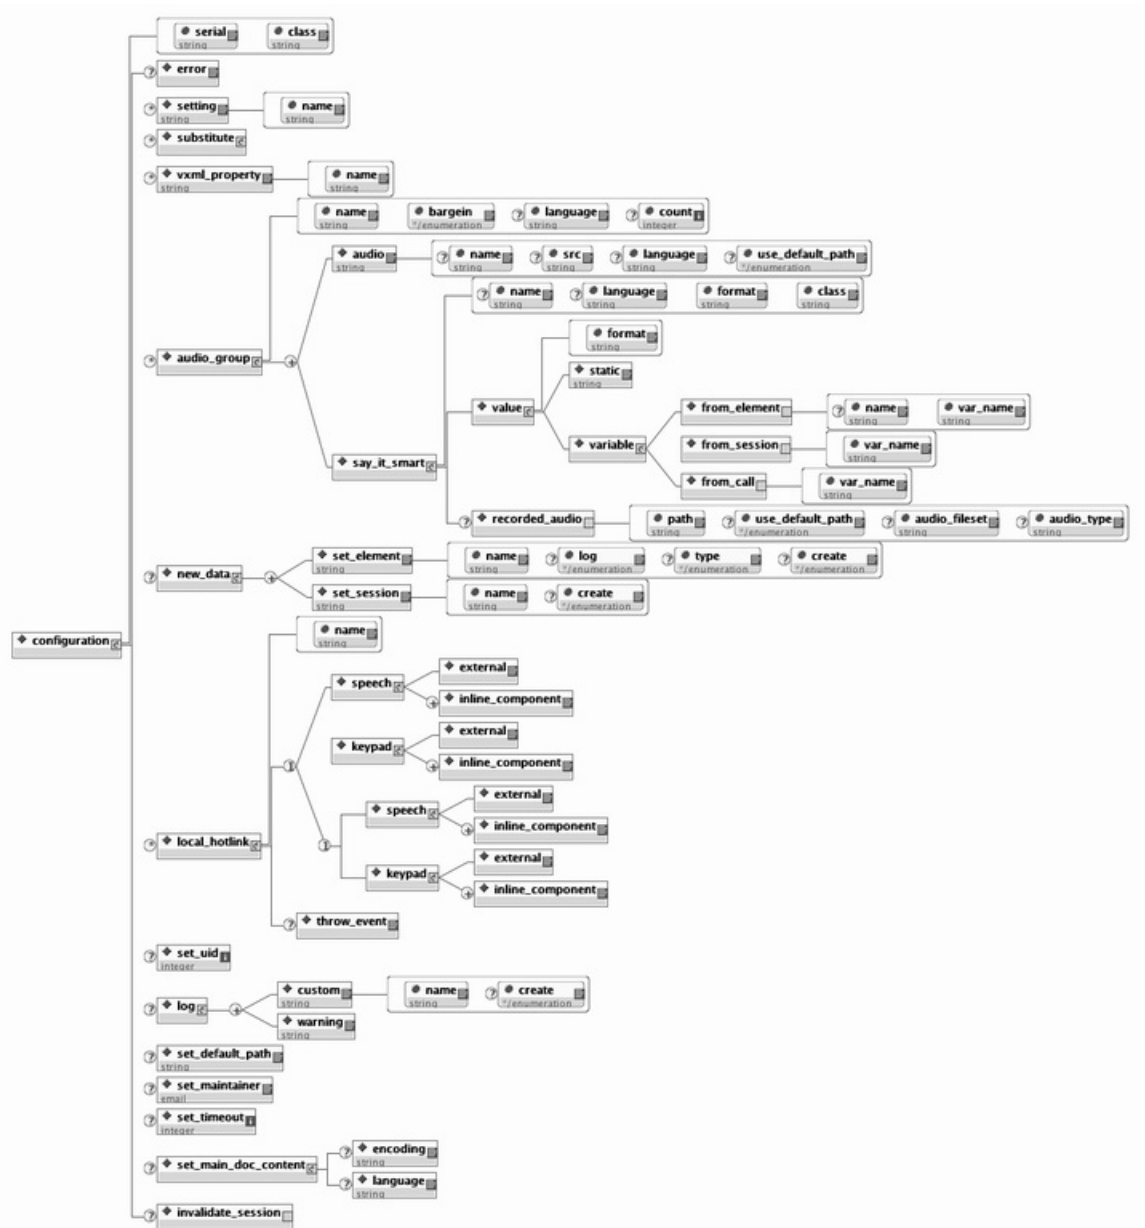 serial class
string string
error
setting name
string string
substitute
vxml_property name
string string
name bargein language count
string */enumeration string integer
audio name src language use_default_path
string string string string */enumeration
name language format class
string string string string
format
string
audio_group
static
string
value from_element name var_name
string string
variable from_session var_name
string
say_it_smart
from_call var_name
string
recorded_audio path use_default_path audio_fileset audio_type
string */enumeration string string
set_element name log type create
string string */enumeration */enumeration */enumeration
new_data
set_session name create
string string */enumeration
name
string
configuration
external
speech
inline_component
external
keypad
inline_component
external
speech
inline_component
local_hotlink
external
keypad
inline_component
throw_event
set_uid
integer
custom name create
string string */enumeration
log
warning
string
set_default_path
string
set_maintainer
email
set_timeout
integer
encoding
string
set_main_doc_content
language
string
invalidate_session